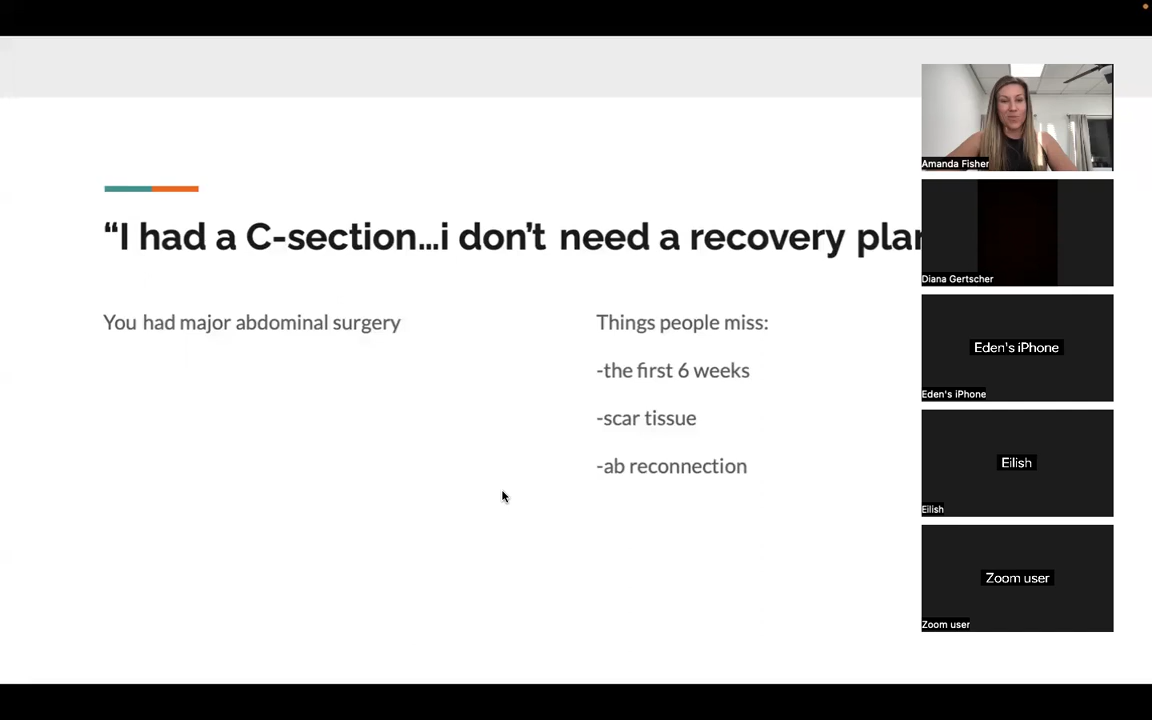 “I had a C-section...i don’t need a recovery plan
You had major abdominal surgery
Things people miss:
-the first 6 weeks
-scar tissue
-ab reconnection
Amanda Fisher
Diana Gertscher
Eden's iPhone
Eden's iPhone
Eilish
Eilish
Zoom user
Zoom user